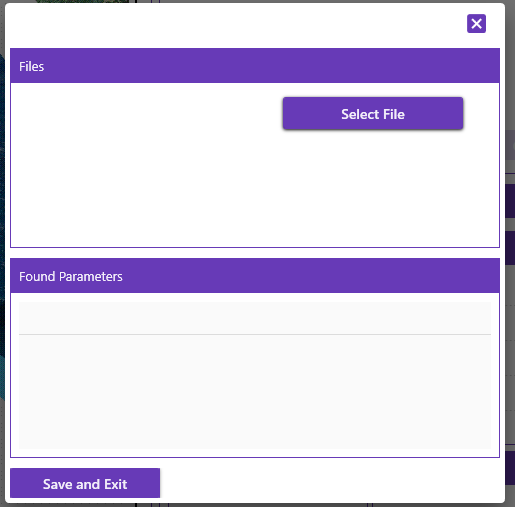 Files
Select File
Found Parameters
Save and Exit